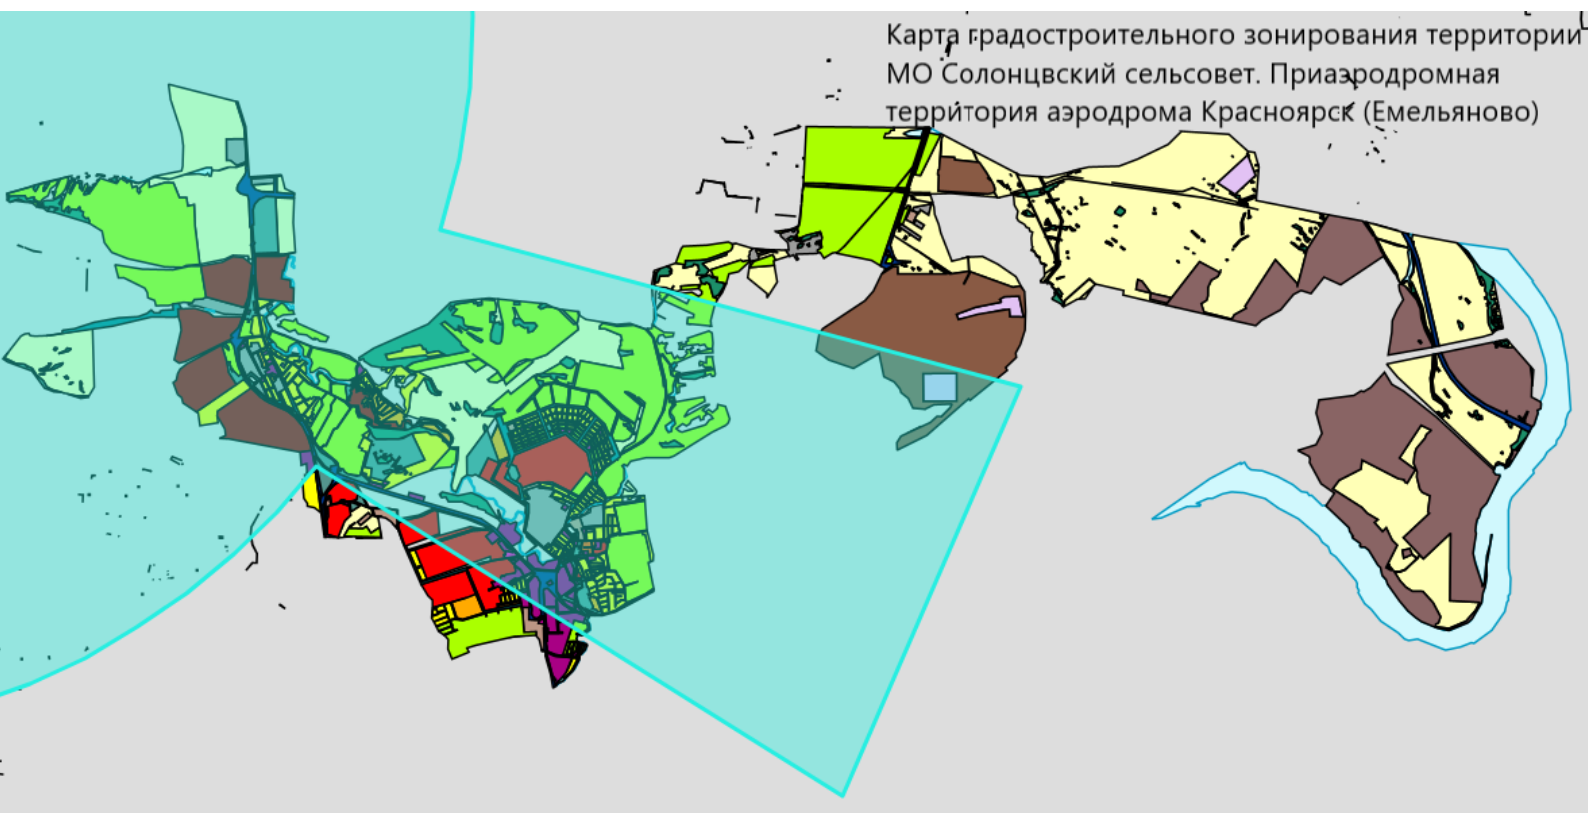 Карта градостроительного зонирования территории
МО Солонцвский сельсовет. Приаэродромная
территория аэродрома Красноярск (Емельяново)